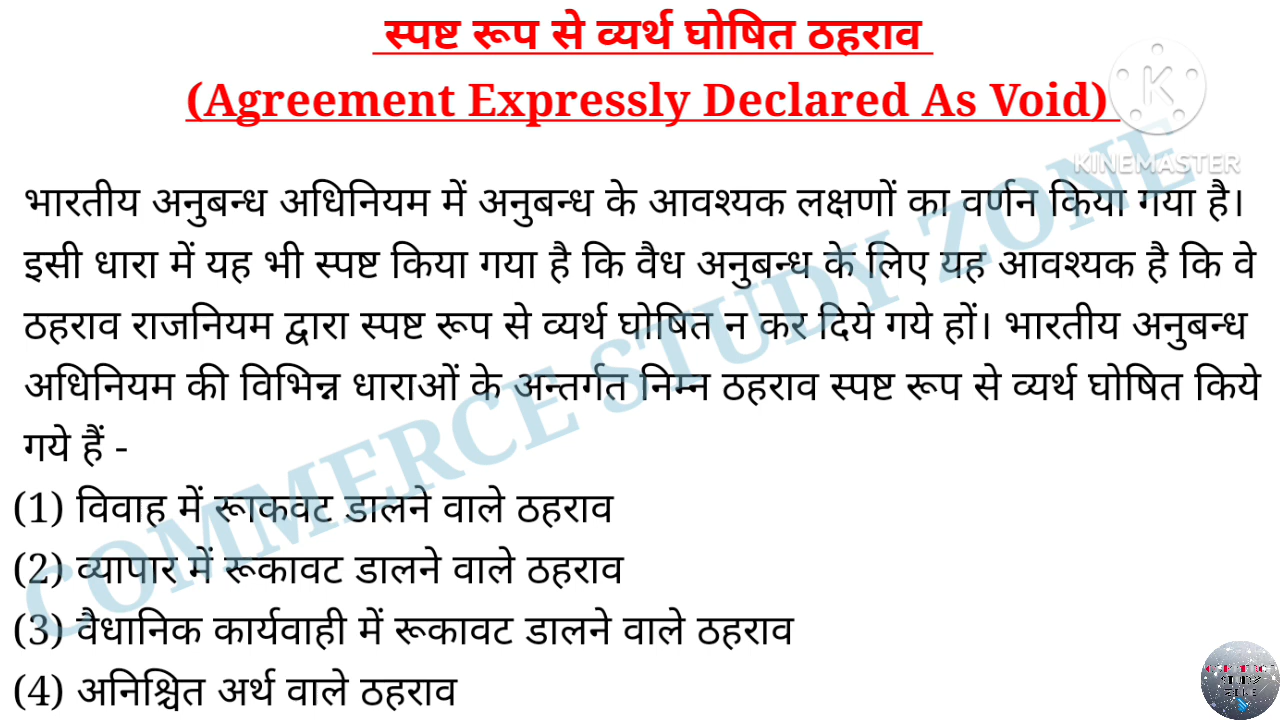 स्पष्ट रूप से व्यर्थ घोषित ठहराव
(Agreement Expressly Declared As Void)
K
KINEMASTER
भारतीय अनुबन्ध अधिनियम में अनुबन्ध के आवश्यक लक्षणों का वर्णन किया गया है।
इसी धारा में यह भी स्पष्ट किया गया है कि वैध अनुबन्ध के लिए यह आवश्यक है कि वे
ठहराव राजनियम द्वारा स्पष्ट रूप से व्यर्थ घोषित न कर दिये गये हों। भारतीय अनुबन्ध
अधिनियम की विभिन्न धाराओं के अन्तर्गत निम्न ठहराव स्पष्ट रूप से व्यर्थ घोषित किये
गये हैं -
(1) विवाह में रूाकवट डालने वाले ठहराव
(2) व्यापार में रूकावट डालने वाले ठहराव
(3) वैधानिक कार्यवाही में रूकावट डालने वाले ठहराव
(4) अनिश्चित अर्थ वाले ठहराव
COMMERCE STUDY ZONE
COMMERCE
STUDY
ZONE